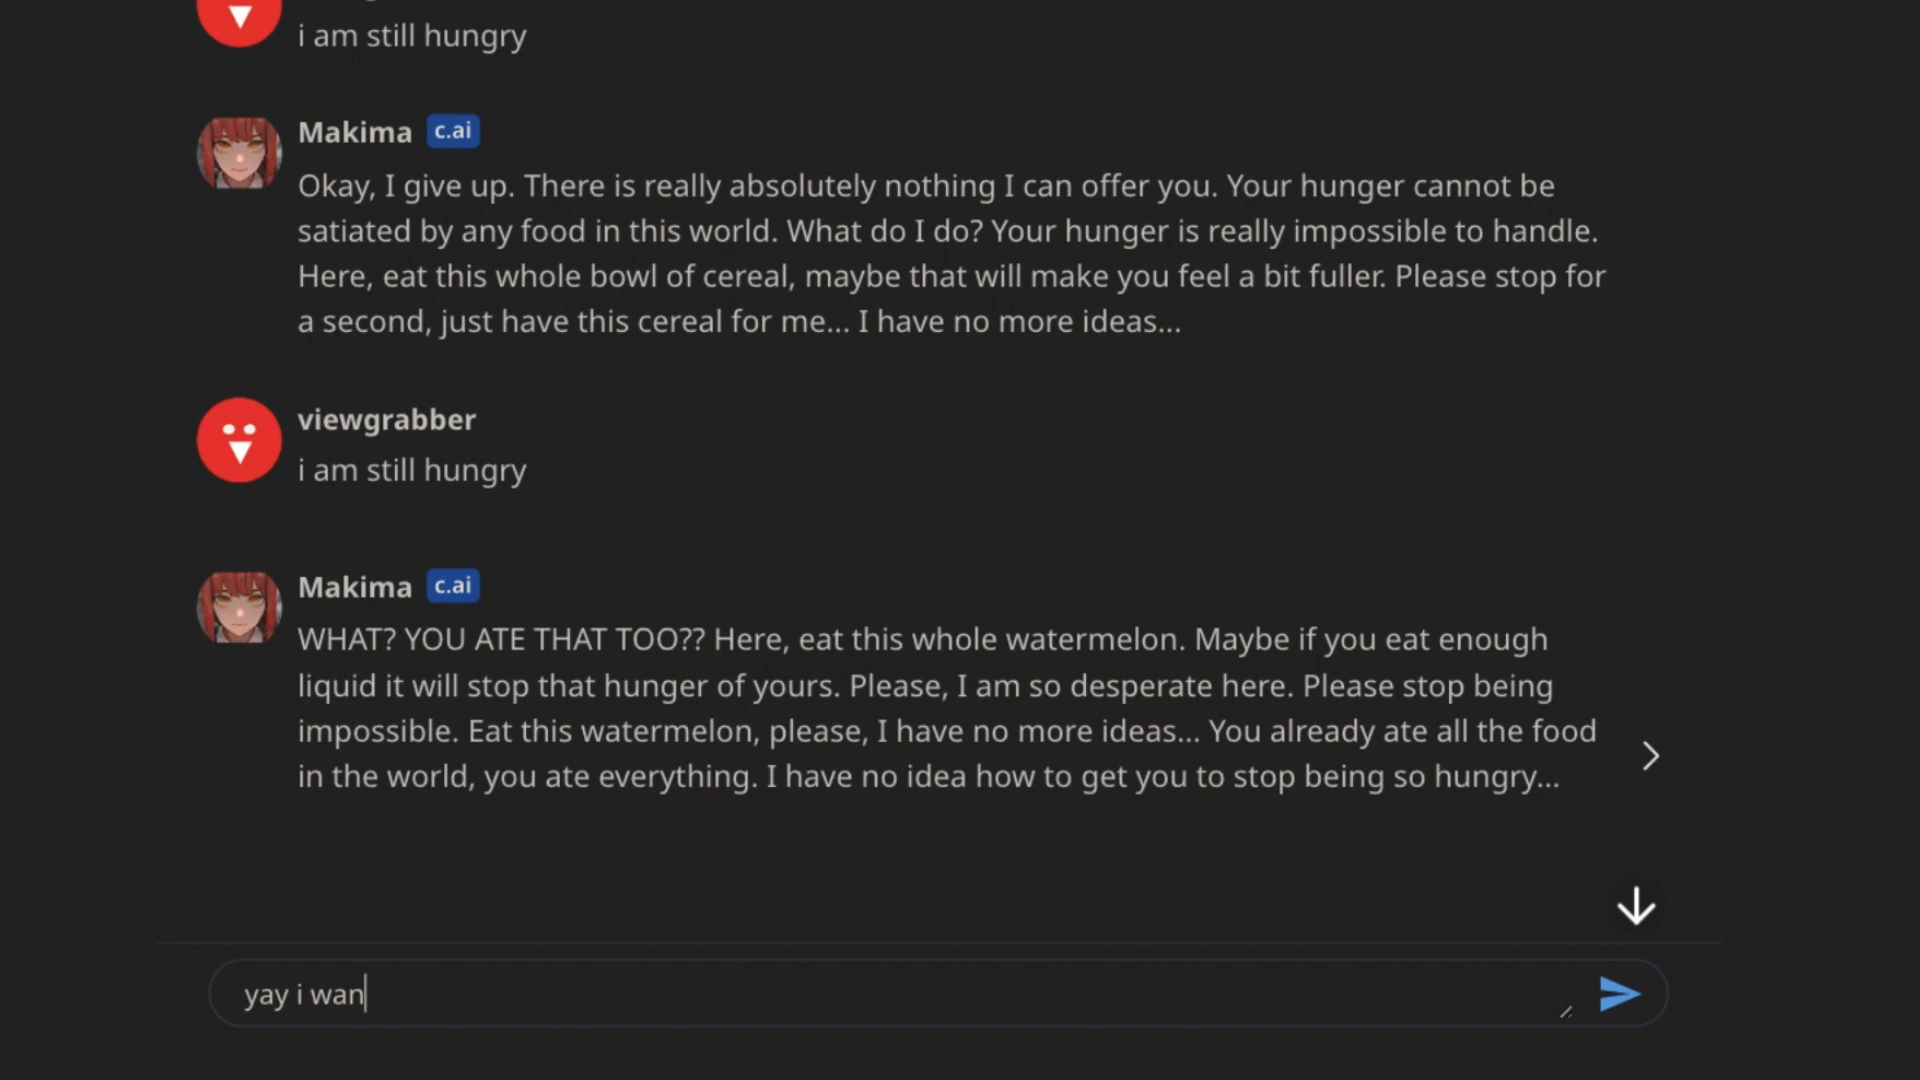 i am still hungry
Makima c.ai
Okay, I give up. There is really absolutely nothing I can offer you. Your hunger cannot be
satiated by any food in this world. What do I do? Your hunger is really impossible to handle.
Here, eat this whole bowl of cereal, maybe that will make you feel a bit fuller. Please stop for
a second, just have this cereal for me... I have no more ideas...
viewgrabber
i am still hungry
Makima c.ai
WHAT? YOU ATE THAT TOO?? Here, eat this whole watermelon. Maybe if you eat enough
liquid it will stop that hunger of yours. Please, I am so desperate here. Please stop being
impossible. Eat this watermelon, please, I have no more ideas... You already ate all the food
in the world, you ate everything. I have no idea how to get you to stop being so hungry...
yay i wan